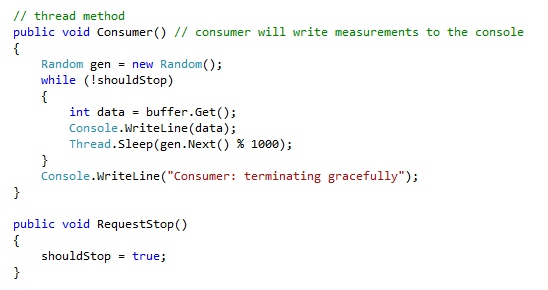 // thread method
public void Consumer() // consumer will write measurements to the console
{
    Random gen = new Random();
    while (!shouldStop)
    {
        int data = buffer.Get();
        Console.WriteLine(data);
        Thread.Sleep(gen.Next() % 1000);
    }
    Console.WriteLine("Consumer: terminating gracefully");
}

public void RequestStop()
{
    shouldStop = true;
}